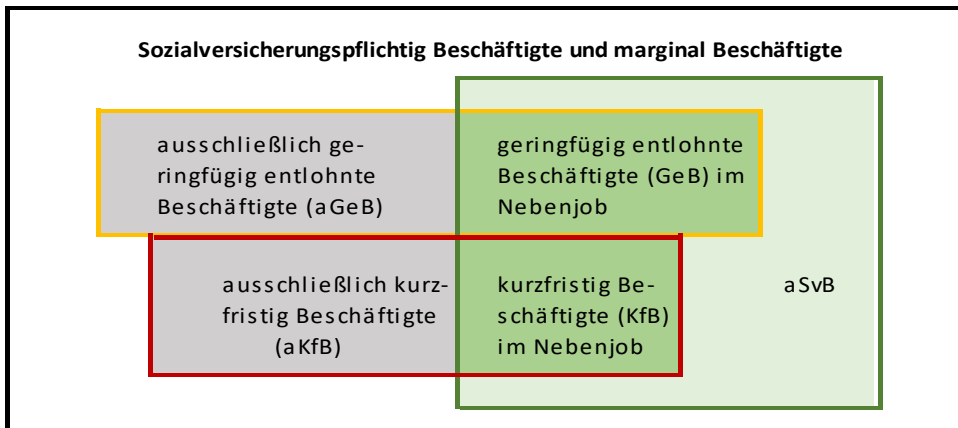 Sozialversicherungspflichtig Beschäftigte und marginal Beschäftigte
ausschließlich ge-
ringfügig entlohnte
Beschäftigte (aGeB)
geringfügig entlohnte
Beschäftigte (GeB) im
Nebenjob
ausschließlich kurz-
fristig Beschäftigte
(aKfB)
kurzfristig Be-
schäftigte (KfB)
im Nebenjob
aSvB